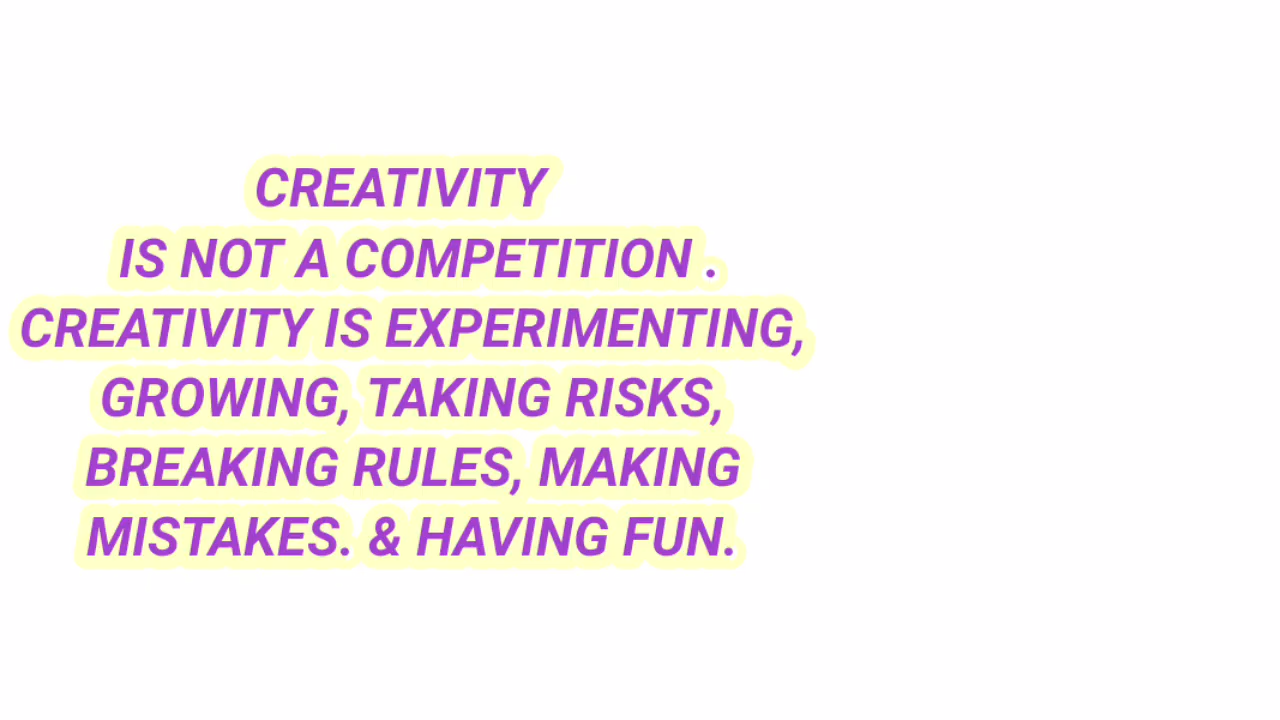 CREATIVITY
IS NOT A COMPETITION .
CREATIVITY IS EXPERIMENTING,
GROWING, TAKING RISKS,
BREAKING RULES, MAKING
MISTAKES. & HAVING FUN.